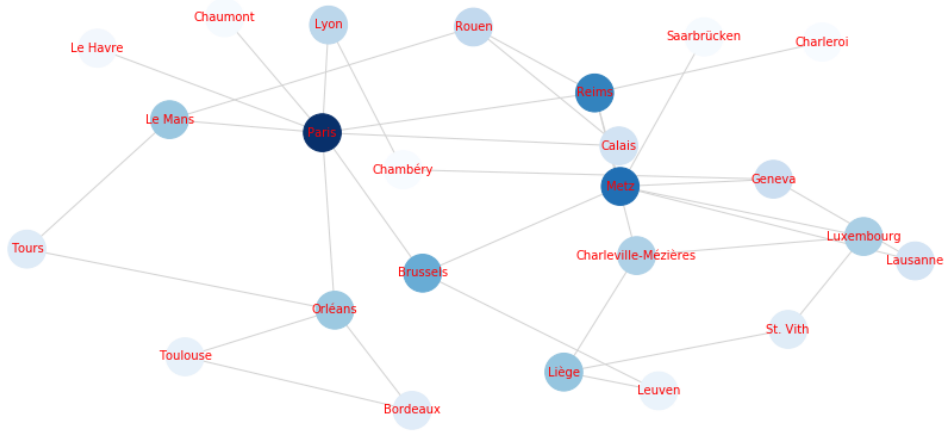 Chaumont
Lyon
Rouen
Saarbrücken
Charleroi
Le Havre
Reims
Le Mans
Paris
Calais
Chambéry
Metz
Geneva
Luxembourg
Tours
Charleville-Mézières
Lausanne
Brussels
Orléans
St. Vith
Toulouse
Liège
Leuven
Bordeaux